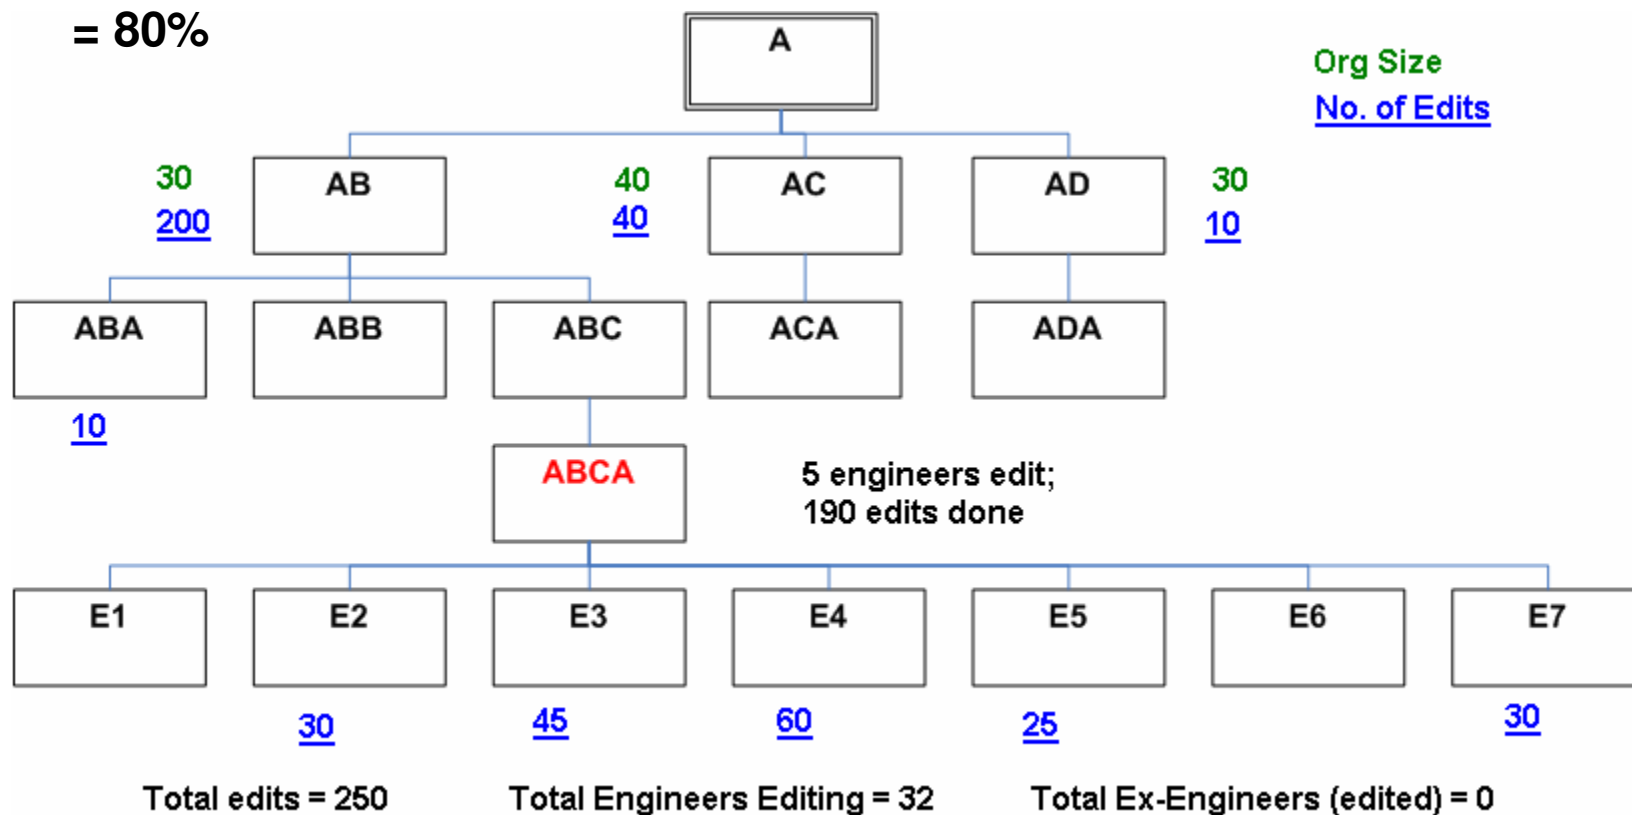 = 80%
A
Org Size
No. of Edits
30
200
AB
40
40
AC
AD
30
10
ABA
ABB
ABC
ACA
ADA
10
ABCA
5 engineers edit;
190 edits done
E1
E2
E3
E4
E5
E6
E7
30
45
60
25
30
Total edits = 250
Total Engineers Editing = 32
Total Ex-Engineers (edited) = 0